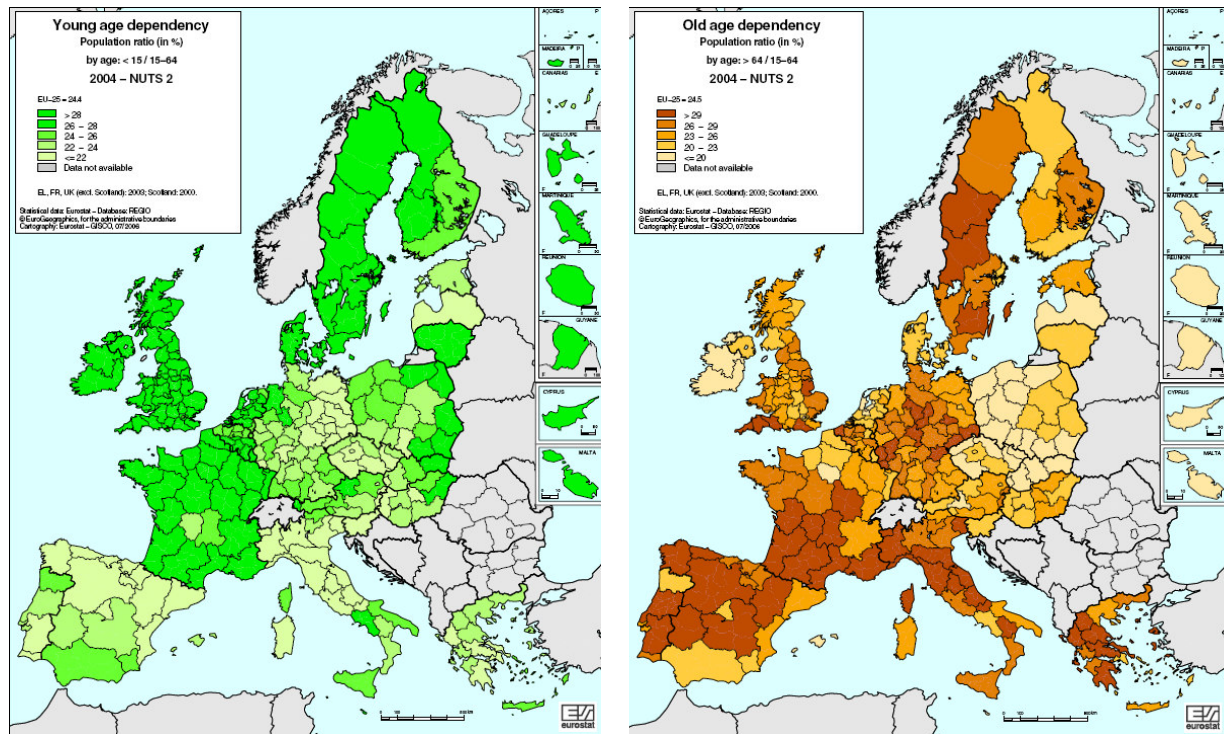 Young age dependency
Population ratio (in %)
by age: < 15 / 15–64
2004 – NUTS 2
EU–25 = 24.4
> 28
26 – 28
24 – 26
22 – 24
<= 22
Data not available
EL, FR, UK (excl. Scotland): 2003; Scotland: 2000.
Statistical data: Eurostat – Database: REGIO
© EuroGeographics, for the administrative boundaries
Cartography: Eurostat – GISCO, 07/2006
AÇORES P
MADEIRA P
CANARIAS E
GUADELOUPE
F
MARTINIQUE
F
REUNION
F
GUYANE
F
CYPRUS
MALTA
eurostat
Old age dependency
Population ratio (in %)
by age: > 64 / 15–64
2004 – NUTS 2
EU–25 = 24.5
> 29
26 – 29
23 – 26
20 – 23
<= 20
Data not available
EL, FR, UK (excl. Scotland): 2003; Scotland: 2000.
Statistical data: Eurostat – Database: REGIO
© EuroGeographics, for the administrative boundaries
Cartography: Eurostat – GISCO, 07/2006
AÇORES P
MADEIRA P
CANARIAS E
GUADELOUPE
F
MARTINIQUE
F
REUNION
F
GUYANE
F
CYPRUS
MALTA
eurostat